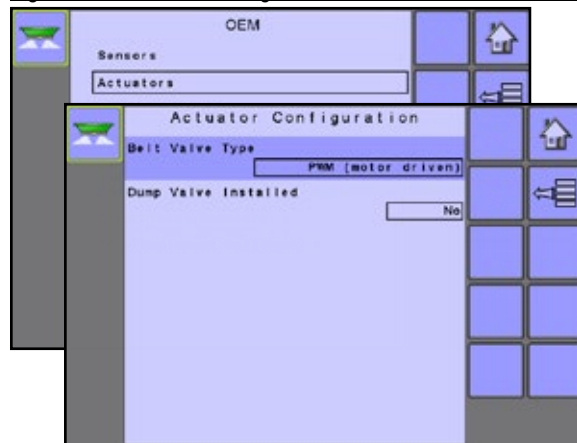 OEM
Sensors
Actuators
Actuator Configuration
Belt Valve Type
PWM (motor driven)
Dump Valve Installed
No